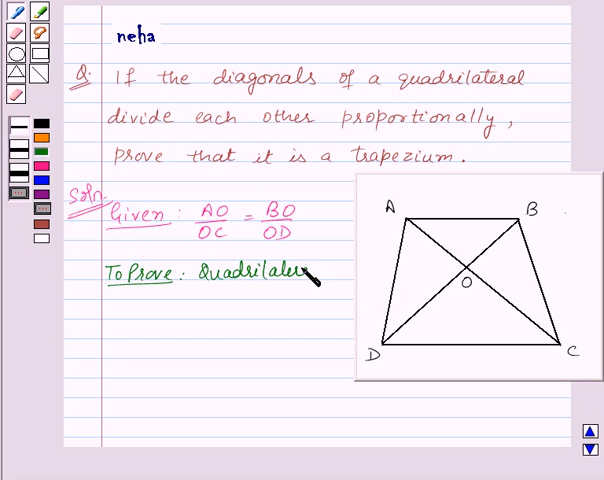 neha
Q. If the diagonals of a quadrilateral
divide each other proportionally,
prove that it is a trapezium.
Soln
Given: AO/OC = BO/OD
To Prove: Quadrilater
A B
O
D C